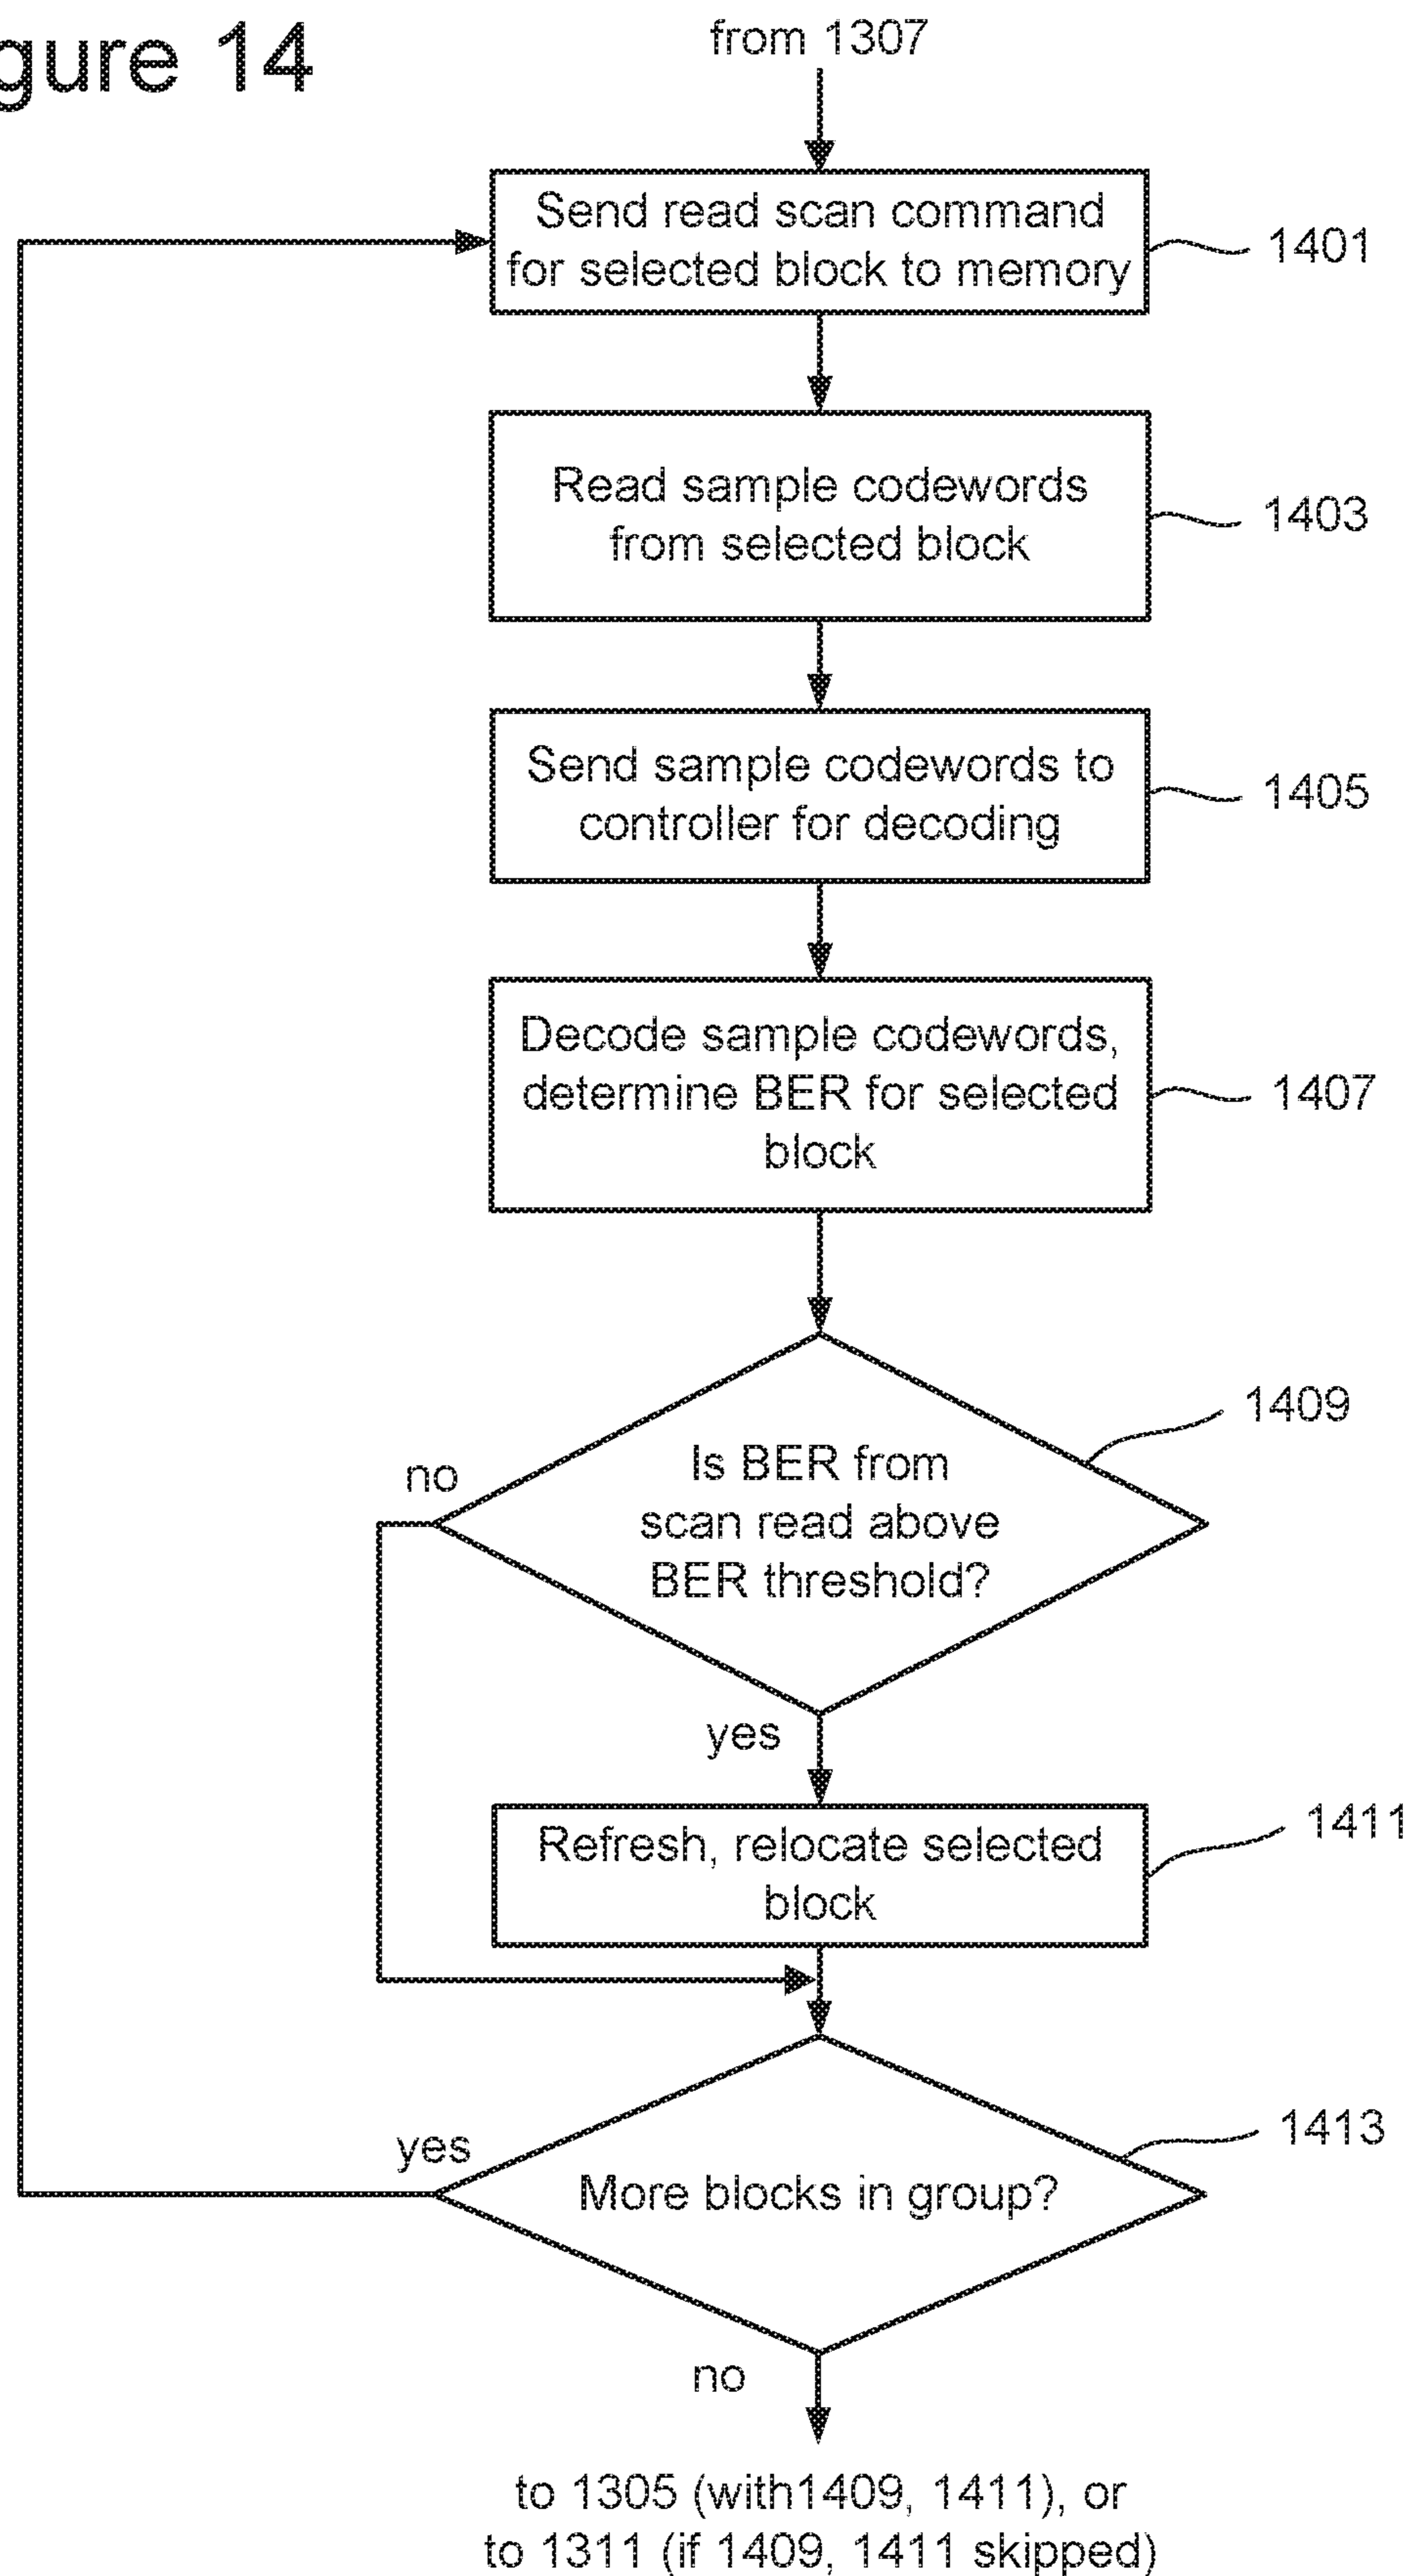 gure 14
from 1307
Send read scan command
for selected block to memory
1401
Read sample codewords
from selected block
1403
Send sample codewords to
controller for decoding
1405
Decode sample codewords,
determine BER for selected
block
1407
1409
no
Is BER from
scan read above
BER threshold?
yes
1411
Refresh, relocate selected
block
1413
yes
More blocks in group?
no
to 1305 (with1409, 1411), or
to 1311 (if 1409, 1411 skipped)